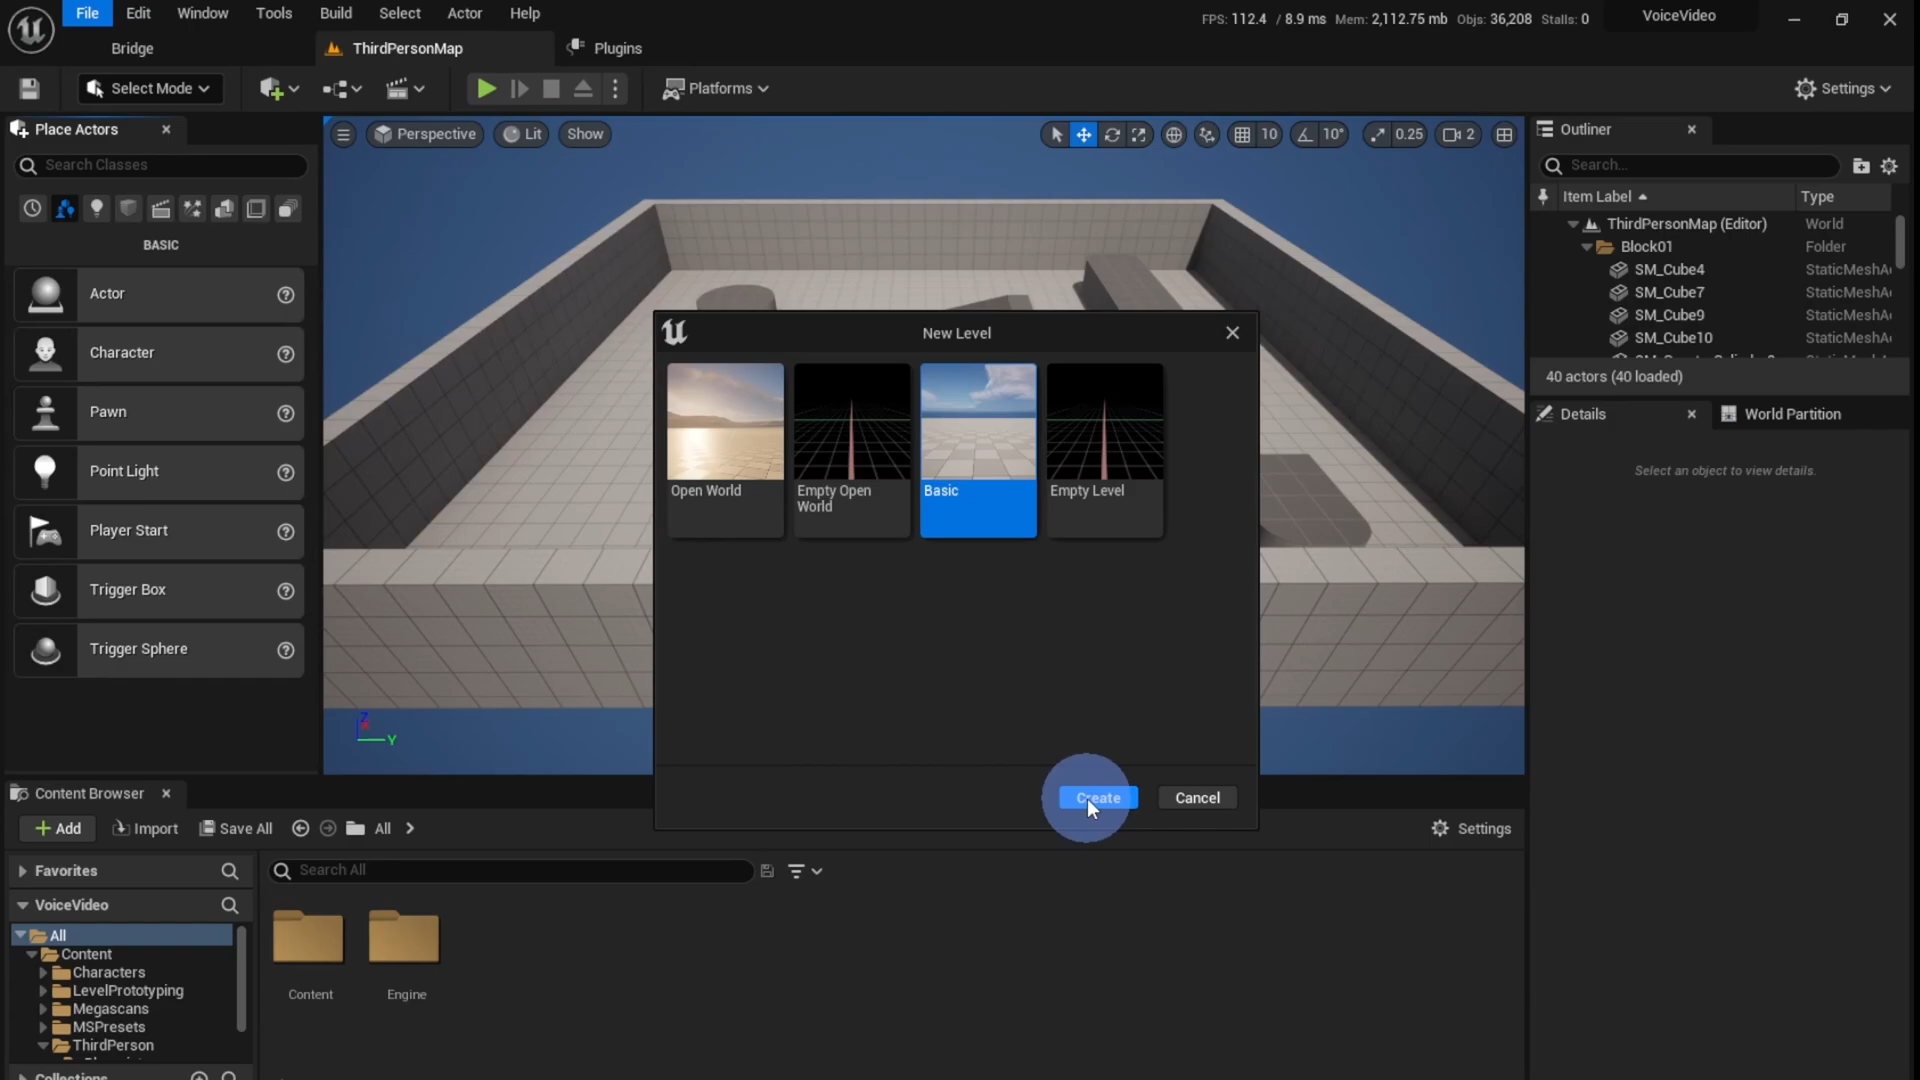 File Edit Window Tools Build Select Actor Help
FPS: 112.4 / 8.9 ms Mem: 2,112.75 mb Objs: 36,208 Stalls: 0
VoiceVideo
Bridge
ThirdPersonMap
Plugins
Select Mode
Platforms
Settings
Place Actors
Search Classes
BASIC
Actor
Character
Pawn
Point Light
Player Start
Trigger Box
Trigger Sphere
Perspective Lit Show
10 10° 0.25 2
Z
Y
New Level
Open World
Empty Open World
Basic
Empty Level
Create Cancel
Outliner
Search...
Item Label Type
ThirdPersonMap (Editor) World
Block01 Folder
SM_Cube4 StaticMeshA
SM_Cube7 StaticMeshA
SM_Cube9 StaticMeshA
SM_Cube10 StaticMeshA
40 actors (40 loaded)
Details
World Partition
Select an object to view details.
Content Browser
Add Import Save All All
Settings
Favorites
VoiceVideo
All
Content
Characters
LevelPrototyping
Megascans
MSPresets
ThirdPerson
Collections
Search All
Content
Engine